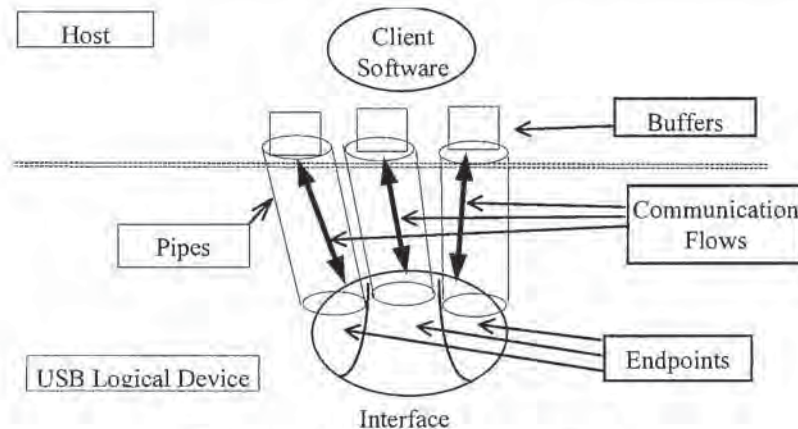 Host
Client
Software
Buffers
Communication
Flows
Pipes
Endpoints
USB Logical Device
Interface